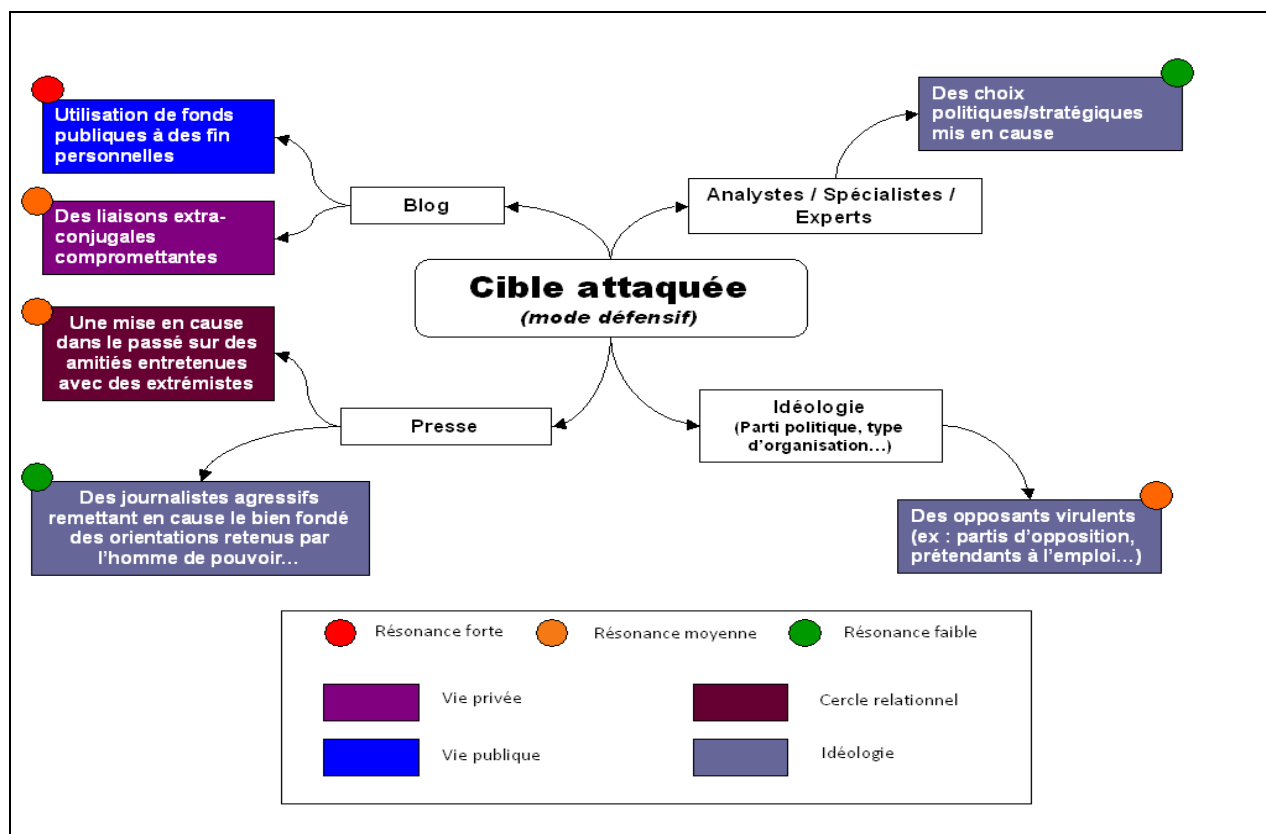 Utilisation de fonds
publiques à des fin
personnelles
Des liaisons extra-
conjugales
compromettantes
Blog
Une mise en cause
dans le passé sur des
amitiés entretenues
avec des extrémistes
Presse
Des journalistes agressifs
remettant en cause le bien fondé
des orientations retenus par
l'homme de pouvoir...
Cible attaquée
(mode défensif)
Des choix
politiques/stratégiques
mis en cause
Analystes / Spécialistes /
Experts
Idéologie
(Parti politique, type
d'organisation...)
Des opposants virulents
(ex : partis d'opposition,
prétendants à l'emploi...)
Résonance forte
Résonance moyenne
Résonance faible
Vie privée
Cercle relationnel
Vie publique
Idéologie